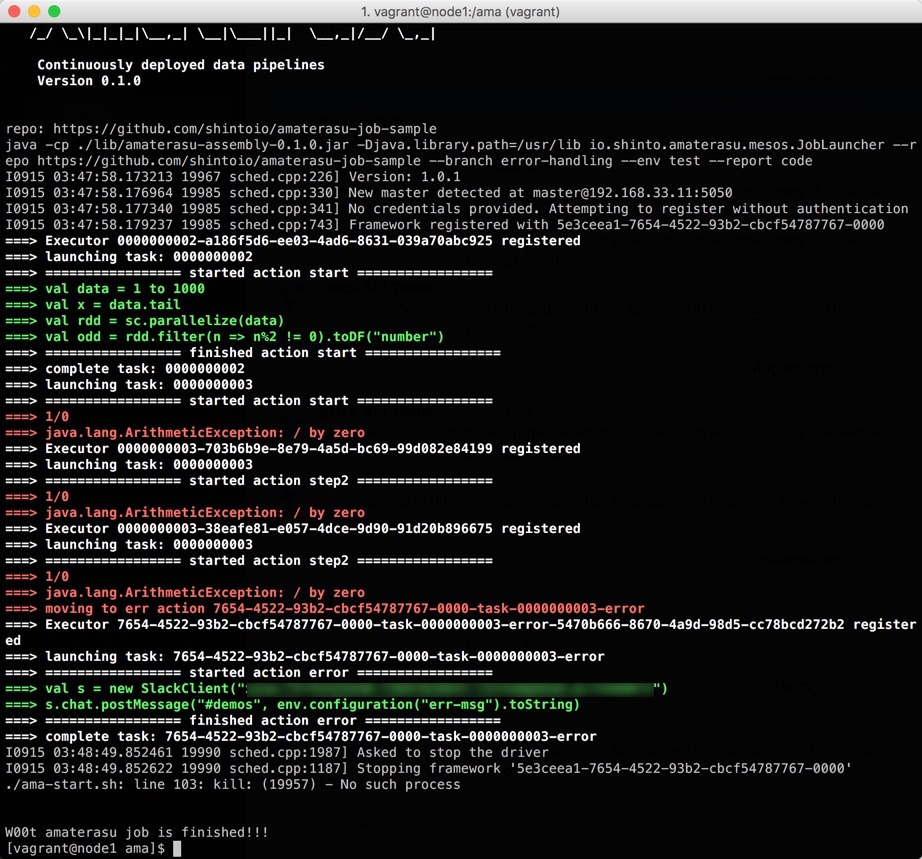 1. vagrant@node1:/ama (vagrant)
/_/ \_\|_|_|_|\__,_| \__|\___||_|  \__,_|/__/ \_,_|
Continuously deployed data pipelines
Version 0.1.0
repo: https://github.com/shintoio/amaterasu-job-sample
java -cp ./lib/amaterasu-assembly-0.1.0.jar -Djava.library.path=/usr/lib io.shinto.amaterasu.mesos.JobLauncher --r
epo https://github.com/shintoio/amaterasu-job-sample --branch error-handling --env test --report code
I0915 03:47:58.173213 19967 sched.cpp:226] Version: 1.0.1
I0915 03:47:58.176964 19985 sched.cpp:330] New master detected at master@192.168.33.11:5050
I0915 03:47:58.177340 19985 sched.cpp:341] No credentials provided. Attempting to register without authentication
I0915 03:47:58.179237 19985 sched.cpp:743] Framework registered with 5e3ceea1-7654-4522-93b2-cbcf54787767-0000
===> Executor 0000000002-a186f5d6-ee03-4ad6-8631-039a70abc925 registered
===> launching task: 0000000002
===> ================= started action start =================
===> val data = 1 to 1000
===> val x = data.tail
===> val rdd = sc.parallelize(data)
===> val odd = rdd.filter(n => n%2 != 0).toDF("number")
===> ================= finished action start =================
===> complete task: 0000000002
===> launching task: 0000000003
===> ================= started action start =================
===> 1/0
===> java.lang.ArithmeticException: / by zero
===> Executor 0000000003-703b6b9e-8e79-4a5d-bc69-99d082e84199 registered
===> launching task: 0000000003
===> ================= started action step2 =================
===> 1/0
===> java.lang.ArithmeticException: / by zero
===> Executor 0000000003-38eafe81-e057-4dce-9d90-91d20b896675 registered
===> launching task: 0000000003
===> ================= started action step2 =================
===> 1/0
===> java.lang.ArithmeticException: / by zero
===> moving to err action 7654-4522-93b2-cbcf54787767-0000-task-0000000003-error
===> Executor 7654-4522-93b2-cbcf54787767-0000-task-0000000003-error-5470b666-8670-4a9d-98d5-cc78bcd272b2 register
ed
===> launching task: 7654-4522-93b2-cbcf54787767-0000-task-0000000003-error
===> ================= started action error =================
===> val s = new SlackClient("")
===> s.chat.postMessage("#demos", env.configuration("err-msg").toString)
===> ================= finished action error =================
===> complete task: 7654-4522-93b2-cbcf54787767-0000-task-0000000003-error
I0915 03:48:49.852461 19990 sched.cpp:1987] Asked to stop the driver
I0915 03:48:49.852622 19990 sched.cpp:1187] Stopping framework '5e3ceea1-7654-4522-93b2-cbcf54787767-0000'
./ama-start.sh: line 103: kill: (19957) - No such process
W00t amaterasu job is finished!!!
[vagrant@node1 ama]$